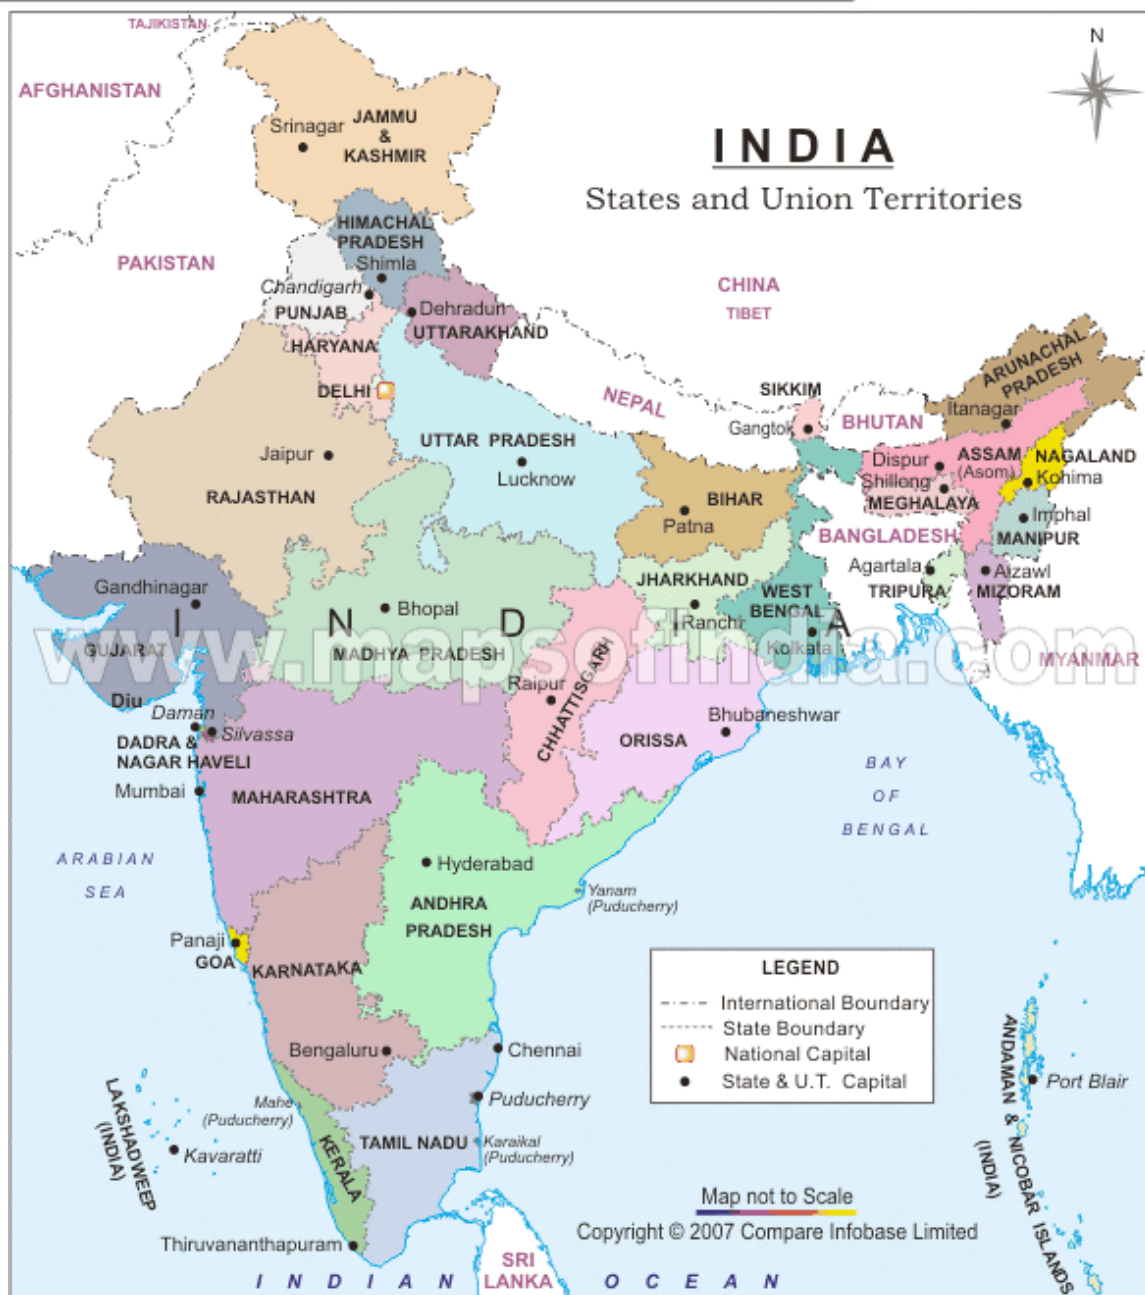 TAJIKISTAN
AFGHANISTAN
N
JAMMU
&
KASHMIR
Srinagar
INDIA
States and Union Territories
HIMACHAL
PRADESH
Shimla
PAKISTAN
Chandigarh
PUNJAB
CHINA
TIBET
Dehradun
UTTARAKHAND
HARYANA
DELHI
ARUNACHAL
PRADESH
Itanagar
SIKKIM
NEPAL
Gangtok
BHUTAN
UTTAR PRADESH
Lucknow
Jaipur
RAJASTHAN
Dispur
ASSAM
(Asom)
NAGALAND
Kohima
Shillong
MEGHALAYA
BIHAR
Patna
Imphal
MANIPUR
BANGLADESH
Agartala
TRIPURA
Aizawl
MIZORAM
JHARKHAND
Ranchi
WEST
BENGAL
Kolkata
Gandhinagar
GUJARAT
Bhopal
MADHYA PRADESH
I N D I A
www.mapsofindia.com
MYANMAR
Diu
Daman
Silvassa
DADRA &
NAGAR HAVELI
Raipur
CHHATTISGARH
Bhubaneshwar
ORISSA
Mumbai
MAHARASHTRA
BAY
OF
BENGAL
ARABIAN
SEA
Hyderabad
ANDHRA
PRADESH
Yanam
(Puducherry)
Panaji
GOA
KARNATAKA
LEGEND
International Boundary
State Boundary
National Capital
State & U.T. Capital
Bengaluru
Chennai
ANDAMAN & NICOBAR ISLANDS
(INDIA)
Port Blair
LAKSHADWEEP
(INDIA)
Kavaratti
Mahe
(Puducherry)
Puducherry
KERALA
TAMIL NADU
Karaikal
(Puducherry)
Thiruvananthapuram
SRI
LANKA
Map not to Scale
Copyright © 2007 Compare Infobase Limited
INDIAN OCEAN